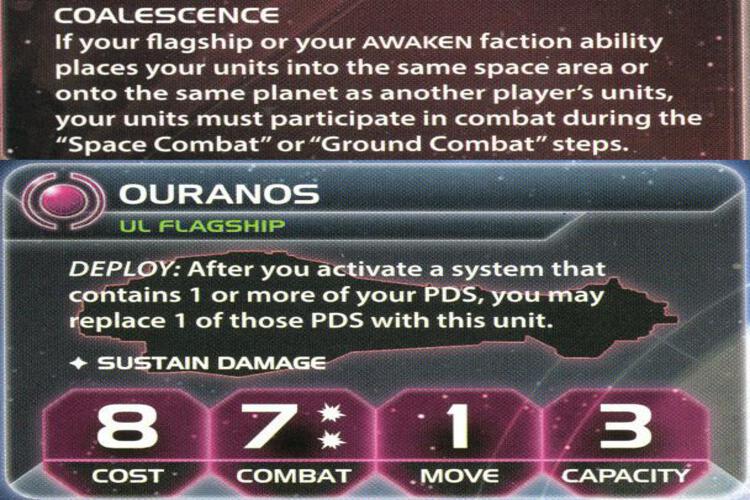 COALESCENCE
If your flagship or your AWAKEN faction ability
places your units into the same space area or
onto the same planet as another player's units,
your units must participate in combat during the
"Space Combat" or "Ground Combat" steps.
OURANOS
UL FLAGSHIP
DEPLOY: After you activate a system that
contains 1 or more of your PDS, you may
replace 1 of those PDS with this unit.
SUSTAIN DAMAGE
8 7 1 3
COST COMBAT MOVE CAPACITY